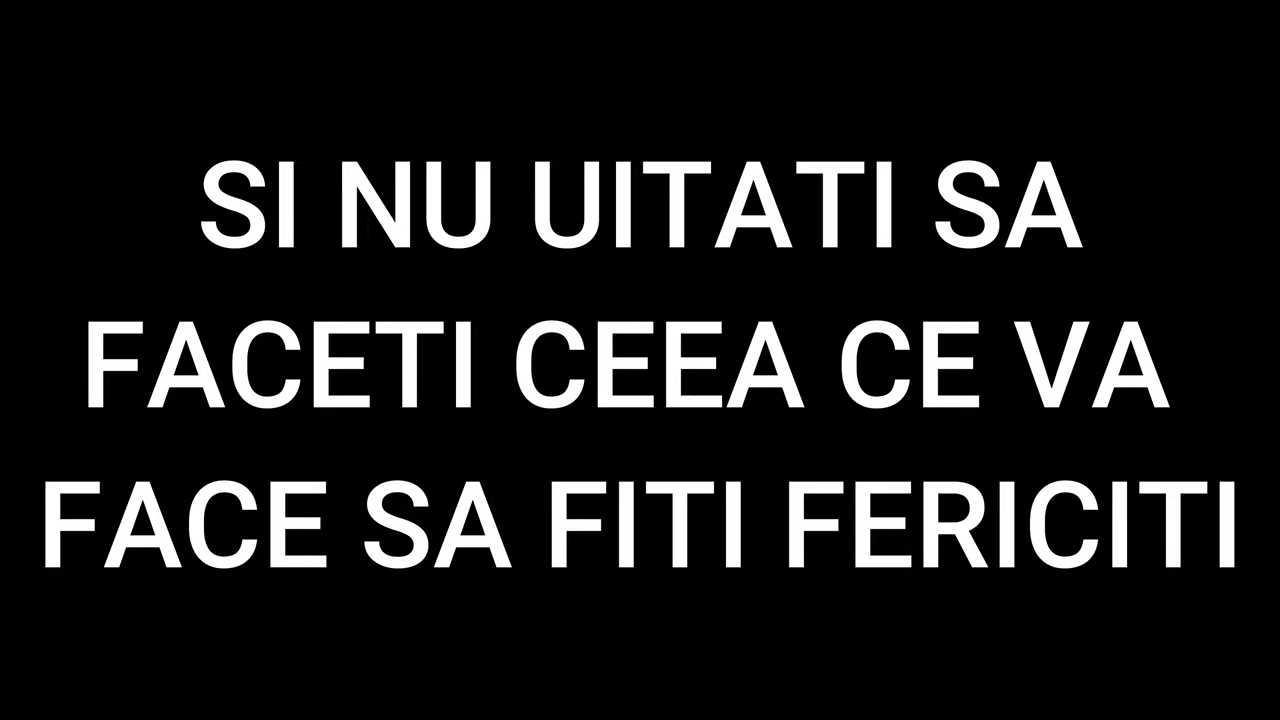 SI NU UITATI SA
FACETI CEEA CE VA
FACE SA FITI FERICITI